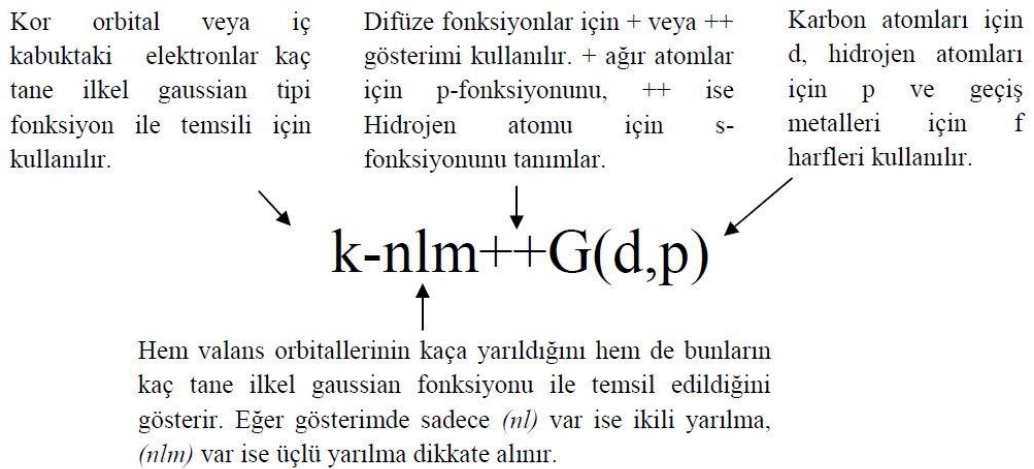 Kor orbital veya iç
kabuktaki elektronlar kaç
tane ilkel gaussian tipi
fonksiyon ile temsili için
kullanılır.
Difüze fonksiyonlar için + veya ++
gösterimi kullanılır. + ağır atomlar
için p-fonksiyonunu, ++ ise
Hidrojen atomu için s-
fonksiyonunu tanımlar.
Karbon atomları için
d, hidrojen atomları
için p ve geçiş
metalleri için f
harfleri kullanılır.
k-nlm++G(d,p)
Hem valans orbitallerinin kaça yarıldığını hem de bunların
kaç tane ilkel gaussian fonksiyonu ile temsil edildiğini
gösterir. Eğer gösterimde sadece (nl) var ise ikili yarılma,
(nlm) var ise üçlü yarılma dikkate alınır.